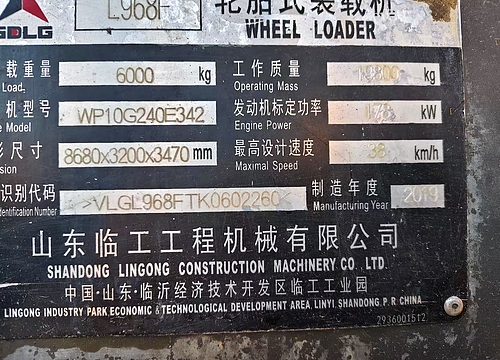 SDLG L968F 轮胎式装载机
WHEEL LOADER
载重量 6000 kg 工作质量 kg
Load. Operating Mass
机型号 WP10G240E342 发动机标定功率 kW
Model Engine Power
形尺寸 8680x3200x3470 mm 最高设计速度 38 km/h
sion Maximal Speed
识别代码 >VLGL968FTK0602260< 制造年度 2019
dentification Number Manufacturing Year
山东临工工程机械有限公司
SHANDONG LINGONG CONSTRUCTION MACHINERY CO. LTD.
中国·山东·临沂经济技术开发区临工工业园
LINGONG INDUSTRY PARK ECONOMIC & TECHNOLOGICAL DEVELOPMENT AREA, LINYI, SHANDONG P. R. CHINA
2936001512